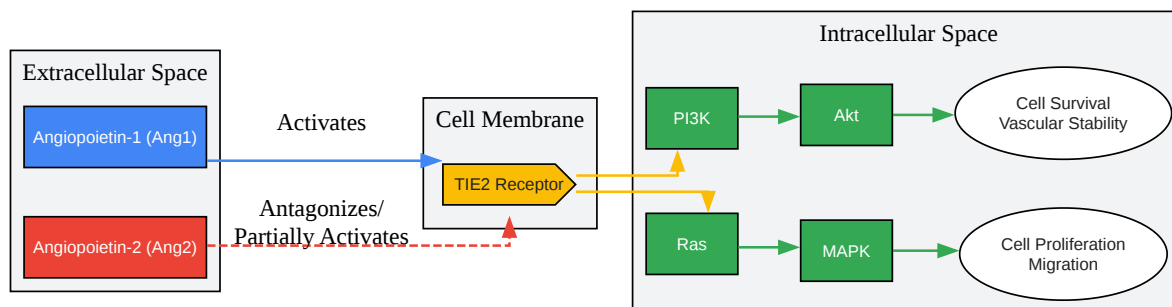 Extracellular Space
Angiopoietin-1 (Ang1)
Angiopoietin-2 (Ang2)
Activates
Antagonizes/
Partially Activates
Cell Membrane
TIE2 Receptor
Intracellular Space
PI3K
Akt
Cell Survival
Vascular Stability
Ras
MAPK
Cell Proliferation
Migration